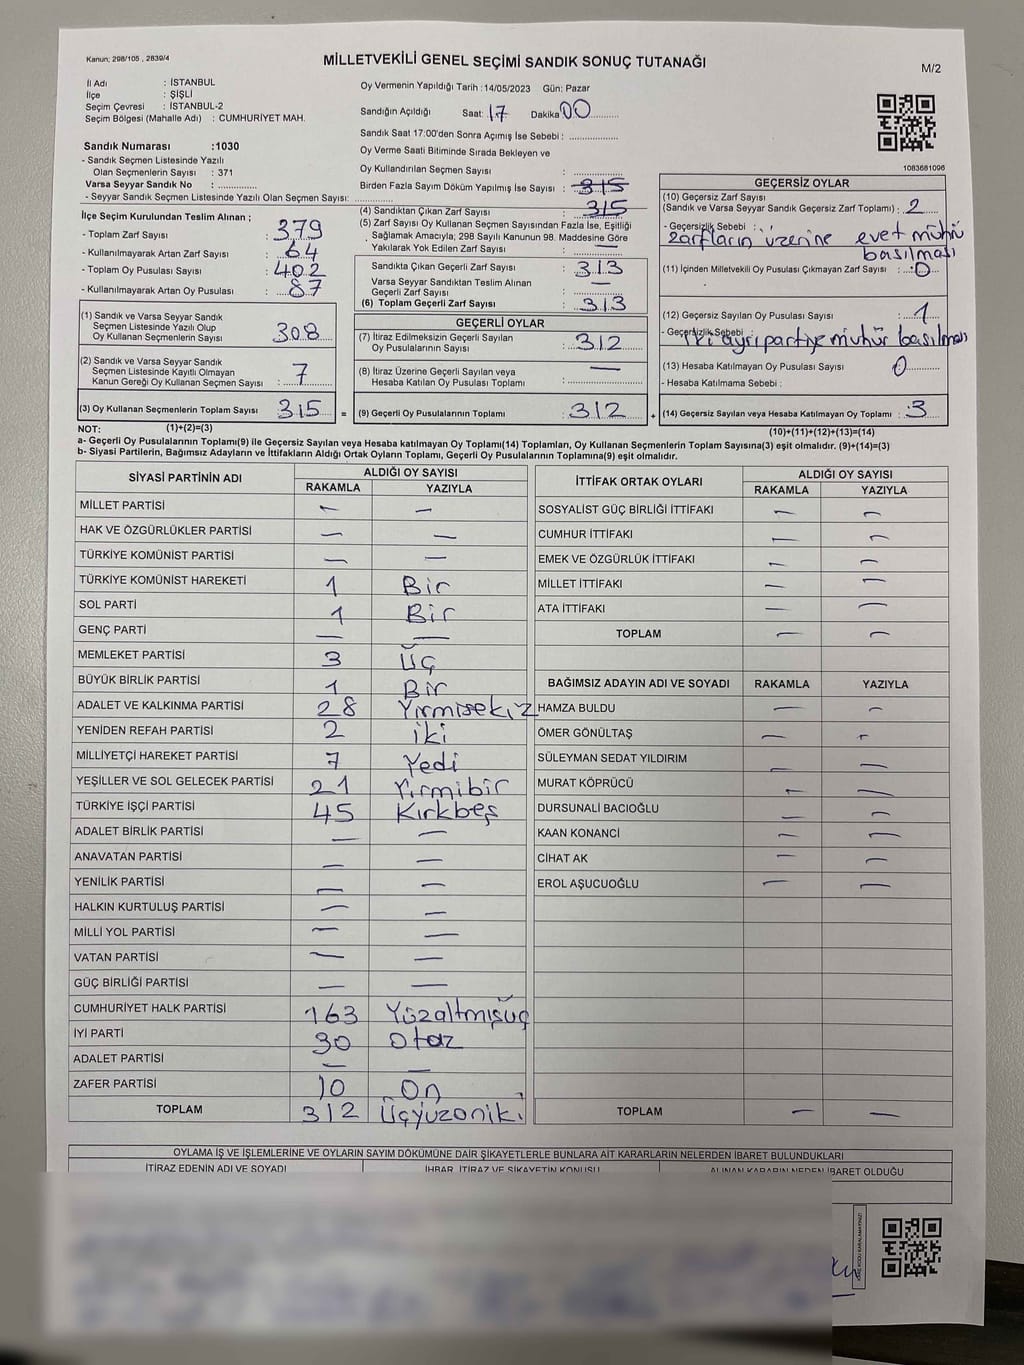 Kanun; 298/105 , 2839/4
MİLLETVEKİLİ GENEL SEÇİMİ SANDIK SONUÇ TUTANAĞI
M/2
İl Adı : İSTANBUL
İlçe : ŞİŞLİ
Seçim Çevresi : İSTANBUL-2
Seçim Bölgesi (Mahalle Adı) : CUMHURİYET MAH.
Oy Vermenin Yapıldığı Tarih : 14/05/2023 Gün: Pazar
Sandığın Açıldığı Saat: 17 Dakika 00
Sandık Saat 17:00'den Sonra Açımış İse Sebebi :
Oy Verme Saati Bitiminde Sırada Bekleyen ve
Oy Kullandırılan Seçmen Sayısı :
Birden Fazla Sayım Döküm Yapılmış İse Sayısı : 315
1083681096
Sandık Numarası :1030
- Sandık Seçmen Listesinde Yazılı
Olan Seçmenlerin Sayısı : 371
Varsa Seyyar Sandık No :
- Seyyar Sandık Seçmen Listesinde Yazılı Olan Seçmen Sayısı:
İlçe Seçim Kurulundan Teslim Alınan ;
- Toplam Zarf Sayısı : 379
- Kullanılmayarak Artan Zarf Sayısı : 64
- Toplam Oy Pusulası Sayısı : 402
- Kullanılmayarak Artan Oy Pusulası : 87
(1) Sandık ve Varsa Seyyar Sandık
Seçmen Listesinde Yazılı Olup
Oy Kullanan Seçmenlerin Sayısı : 308
(2) Sandık ve Varsa Seyyar Sandık
Seçmen Listesinde Kayıtlı Olmayan
Kanun Gereği Oy Kullanan Seçmen Sayısı : 7
(3) Oy Kullanan Seçmenlerin Toplam Sayısı : 315 =
(4) Sandıktan Çıkan Zarf Sayısı : 315
(5) Zarf Sayısı Oy Kullanan Seçmen Sayısından Fazla İse, Eşitliği
Sağlamak Amacıyla; 298 Sayılı Kanunun 98. Maddesine Göre
Yakılarak Yok Edilen Zarf Sayısı : —
Sandıkta Çıkan Geçerli Zarf Sayısı : 313
Varsa Seyyar Sandıktan Teslim Alınan
Geçerli Zarf Sayısı : —
(6) Toplam Geçerli Zarf Sayısı : 313
GEÇERLİ OYLAR
(7) İtiraz Edilmeksizin Geçerli Sayılan
Oy Pusulalarının Sayısı : 312
(8) İtiraz Üzerine Geçerli Sayılan veya
Hesaba Katılan Oy Pusulası Toplamı : —
(9) Geçerli Oy Pusulalarının Toplamı : 312 +
GEÇERSİZ OYLAR
(10) Geçersiz Zarf Sayısı
(Sandık ve Varsa Seyyar Sandık Geçersiz Zarf Toplamı) : 2
- Geçersizlik Sebebi :
zarfların üzerine evet mührü
basılması
(11) İçinden Milletvekili Oy Pusulası Çıkmayan Zarf Sayısı : 0
(12) Geçersiz Sayılan Oy Pusulası Sayısı : 1
- Geçersizlik Sebebi
iki ayrı partiye mühür basılması
(13) Hesaba Katılmayan Oy Pusulası Sayısı : 0
- Hesaba Katılmama Sebebi :
(14) Geçersiz Sayılan veya Hesaba Katılmayan Oy Toplamı : 3
NOT: (1)+(2)=(3)
(10)+(11)+(12)+(13)=(14)
a- Geçerli Oy Pusulalarının Toplamı(9) ile Geçersiz Sayılan veya Hesaba katılmayan Oy Toplamı(14) Toplamları, Oy Kullanan Seçmenlerin Toplam Sayısına(3) eşit olmalıdır. (9)+(14)=(3)
b- Siyasi Partilerin, Bağımsız Adayların ve İttifakların Aldığı Ortak Oyların Toplamı, Geçerli Oy Pusulalarının Toplamına(9) eşit olmalıdır.
SİYASİ PARTİNİN ADI ALDIĞI OY SAYISI
RAKAMLA YAZIYLA
MİLLET PARTİSİ — —
HAK VE ÖZGÜRLÜKLER PARTİSİ — —
TÜRKİYE KOMÜNİST PARTİSİ — —
TÜRKİYE KOMÜNİST HAREKETİ 1 Bir
SOL PARTİ 1 Bir
GENÇ PARTİ — —
MEMLEKET PARTİSİ 3 Üç
BÜYÜK BİRLİK PARTİSİ 1 Bir
ADALET VE KALKINMA PARTİSİ 28 Yirmisekiz
YENİDEN REFAH PARTİSİ 2 iki
MİLLİYETÇİ HAREKET PARTİSİ 7 Yedi
YEŞİLLER VE SOL GELECEK PARTİSİ 21 Yirmibir
TÜRKİYE İŞÇİ PARTİSİ 45 Kırkbeş
ADALET BİRLİK PARTİSİ — —
ANAVATAN PARTİSİ — —
YENİLİK PARTİSİ — —
HALKIN KURTULUŞ PARTİSİ — —
MİLLİ YOL PARTİSİ — —
VATAN PARTİSİ — —
GÜÇ BİRLİĞİ PARTİSİ — —
CUMHURİYET HALK PARTİSİ 163 Yüzaltmışüç
İYİ PARTİ 30 otuz
ADALET PARTİSİ — —
ZAFER PARTİSİ 10 On
TOPLAM 312 Üçyüzoniki
İTTİFAK ORTAK OYLARI ALDIĞI OY SAYISI
RAKAMLA YAZIYLA
SOSYALİST GÜÇ BİRLİĞİ İTTİFAKI — —
CUMHUR İTTİFAKI — —
EMEK VE ÖZGÜRLÜK İTTİFAKI — —
MİLLET İTTİFAKI — —
ATA İTTİFAKI — —
TOPLAM — —
BAĞIMSIZ ADAYIN ADI VE SOYADI RAKAMLA YAZIYLA
HAMZA BULDU — —
ÖMER GÖNÜLTAŞ — —
SÜLEYMAN SEDAT YILDIRIM — —
MURAT KÖPRÜCÜ — —
DURSUNALİ BACIOĞLU — —
KAAN KONANCİ — —
CİHAT AK — —
EROL AŞUCUOĞLU — —
TOPLAM — —
OYLAMA İŞ VE İŞLEMLERİNE VE OYLARIN SAYIM DÖKÜMÜNE DAİR ŞİKAYETLERLE BUNLARA AİT KARARLARIN NELERDEN İBARET BULUNDUKLARI
İTİRAZ EDENİN ADI VE SOYADI İHBAR, İTİRAZ VE ŞİKAYETİN KONUSU ALINAN KARARIN NEDEN İBARET OLDUĞU